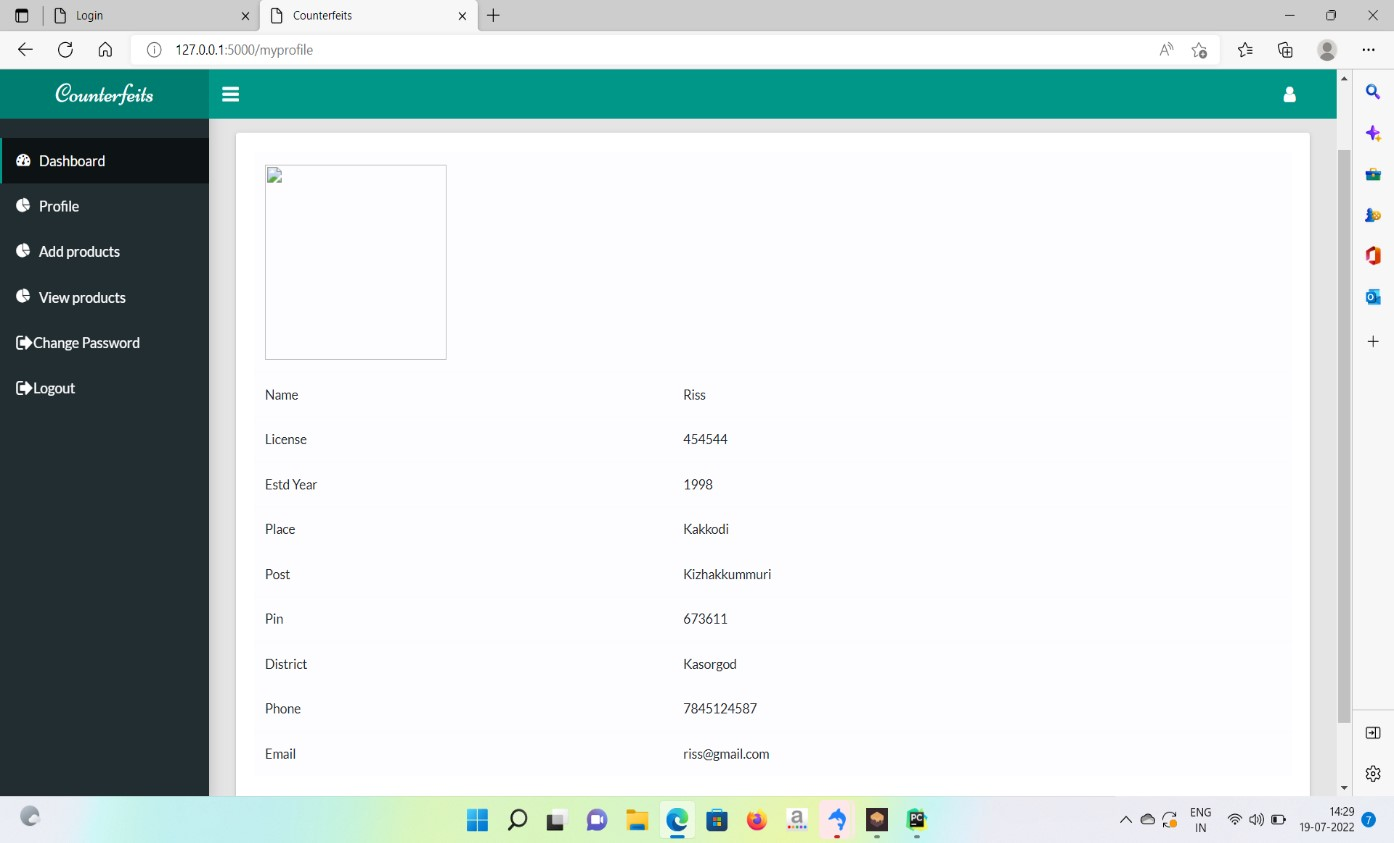 Login
Counterfeits
127.0.0.1:5000/myprofile
Counterfeits
Dashboard
Profile
Add products
View products
Change Password
Logout
Name Riss
License 454544
Estd Year 1998
Place Kakkodi
Post Kizhakkummuri
Pin 673611
District Kasorgod
Phone 7845124587
Email riss@gmail.com
ENG
IN
14:29
19-07-2022
7